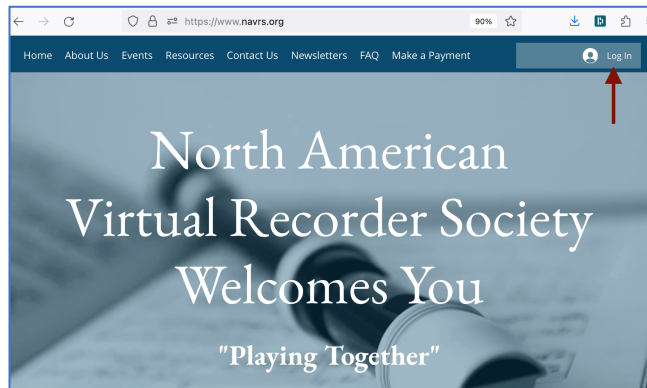 https://www.navrs.org
90%
Home About Us Events Resources Contact Us Newsletters FAQ Make a Payment Log In
North American
Virtual Recorder Society
Welcomes You
"Playing Together"